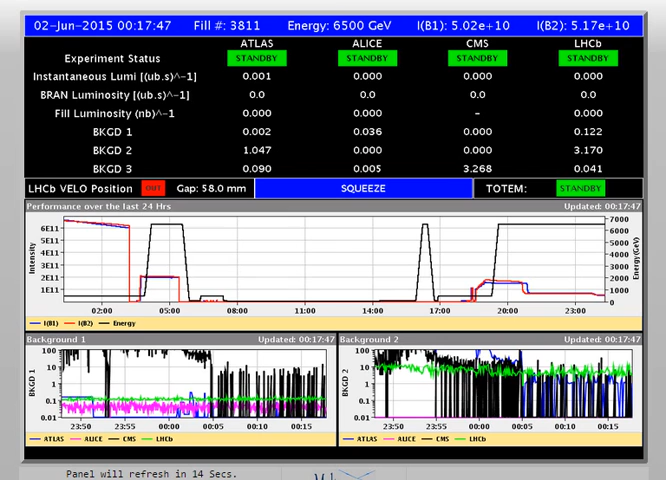 02-Jun-2015 00:17:47 Fill #: 3811 Energy: 6500 GeV I(B1): 5.02e+10 I(B2): 5.17e+10
ATLAS ALICE CMS LHCb
Experiment Status STANDBY STANDBY STANDBY STANDBY
Instantaneous Lumi [(ub.s)^-1] 0.001 0.000 0.000 0.000
BRAN Luminosity [(ub.s)^-1] 0.0 0.0 0.0 0.0
Fill Luminosity (nb)^-1 0.000 0.000 - 0.000
BKGD 1 0.002 0.036 0.000 0.122
BKGD 2 1.047 0.000 0.000 3.170
BKGD 3 0.090 0.005 3.268 0.041
LHCb VELO Position OUT Gap: 58.0 mm SQUEEZE TOTEM: STANDBY
Performance over the last 24 Hrs Updated: 00:17:47
Intensity
6E11
5E11
4E11
3E11
2E11
1E11
7000
6000
5000
4000
3000
2000
1000
0
Energy(GeV)
02:00 05:00 08:00 11:00 14:00 17:00 20:00 23:00
I(B1) I(B2) Energy
Background 1 Updated: 00:17:47
BKGD 1
100
10
1
0.1
0.01
23:50 23:55 00:00 00:05 00:10 00:15
ATLAS ALICE CMS LHCb
Background 2 Updated: 00:17:47
BKGD 2
100
10
1
0.1
0.01
23:50 23:55 00:00 00:05 00:10 00:15
ATLAS ALICE CMS LHCb
Panel will refresh in 14 Secs.